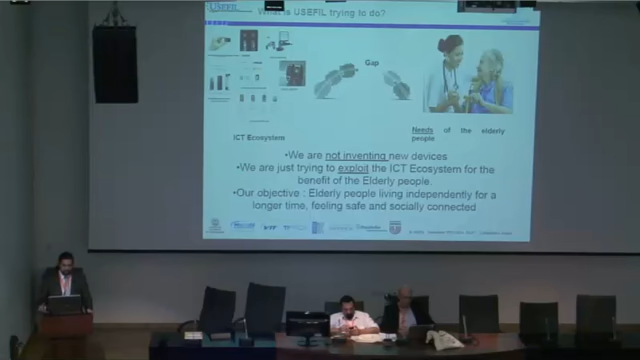 What is USEFIL trying to do?
Gap
ICT Ecosystem
Needs of the elderly
people
•We are not inventing new devices
•We are just trying to exploit the ICT Ecosystem for the
benefit of the Elderly people.
•Our objective : Elderly people living independently for a
longer time, feeling safe and socially connected